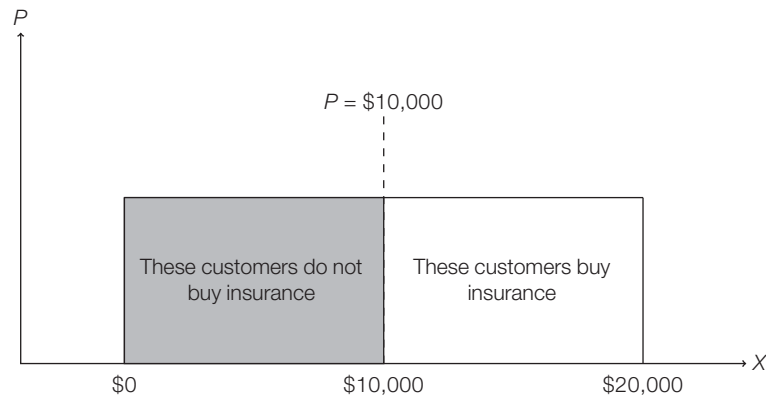 P
P = $10,000
These customers do not
buy insurance
These customers buy
insurance
X
$0
$10,000
$20,000